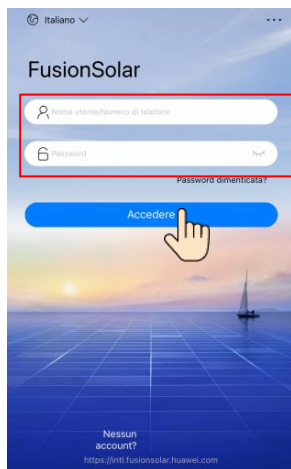 Italiano
FusionSolar
Nome utente/Numero di telefono
Password
Password dimenticata?
Accedere
Nessun
account?
https://intl.fusionsolar.huawei.com